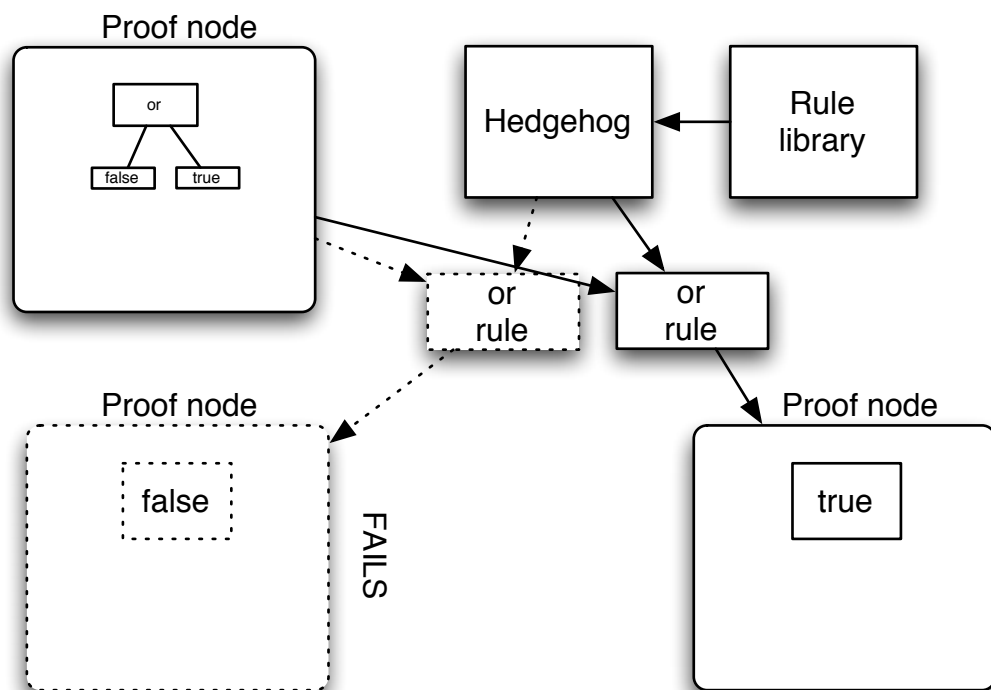 Proof node
or
false
true
Hedgehog
Rule
library
or
rule
or
rule
Proof node
false
FAILS
Proof node
true